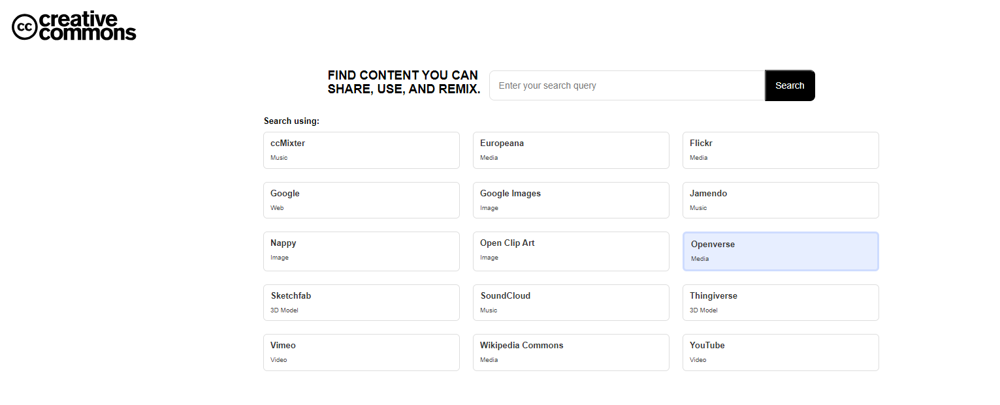 cc creative
commons
FIND CONTENT YOU CAN
SHARE, USE, AND REMIX.
Enter your search query
Search
Search using:
ccMixter
Music
Europeana
Media
Flickr
Media
Google
Web
Google Images
Image
Jamendo
Music
Nappy
Image
Open Clip Art
Image
Openverse
Media
Sketchfab
3D Model
SoundCloud
Music
Thingiverse
3D Model
Vimeo
Video
Wikipedia Commons
Media
YouTube
Video